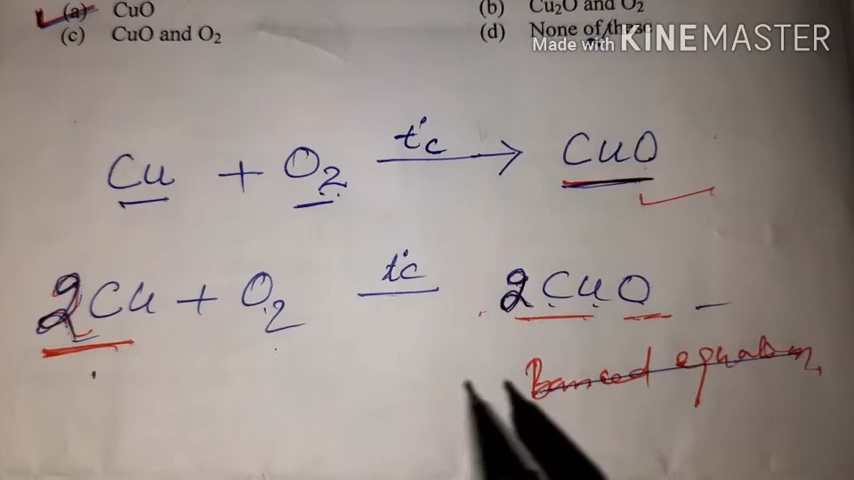 (a) CuO (b) Cu₂O and O₂
(c) CuO and O₂ (d) None of these
Made with KINEMASTER
Cu + O₂ t°c → CuO
2Cu + O₂ t°c 2CuO
equation